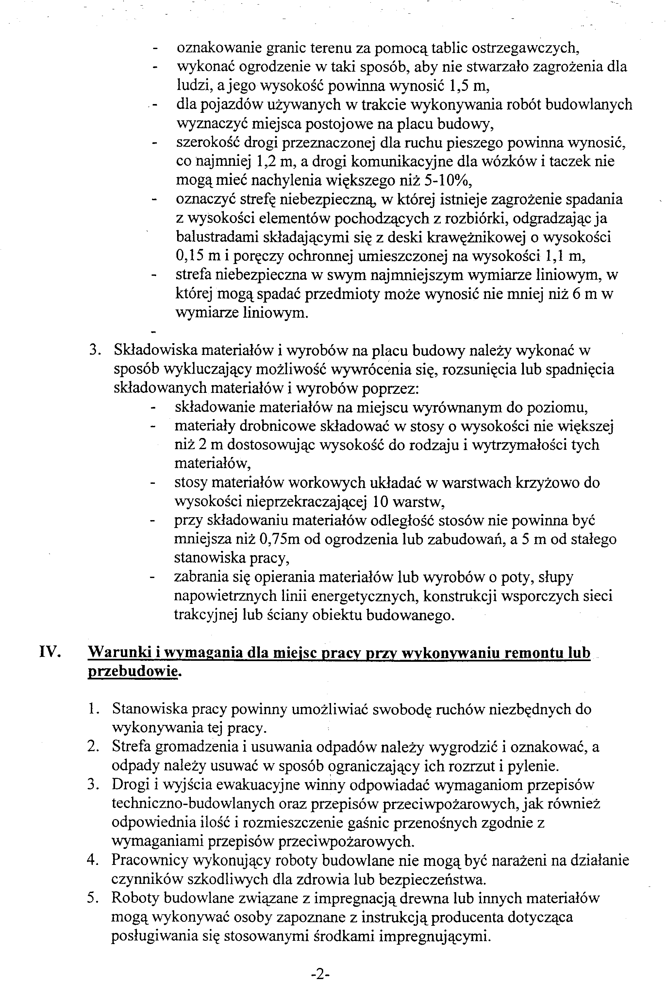 - oznakowanie granic terenu za pomocą tablic ostrzegawczych,
- wykonać ogrodzenie w taki sposób, aby nie stwarzało zagrożenia dla
ludzi, a jego wysokość powinna wynosić 1,5 m,
- dla pojazdów używanych w trakcie wykonywania robót budowlanych
wyznaczyć miejsca postojowe na placu budowy,
- szerokość drogi przeznaczonej dla ruchu pieszego powinna wynosić,
co najmniej 1,2 m, a drogi komunikacyjne dla wózków i taczek nie
mogą mieć nachylenia większego niż 5-10%,
- oznaczyć strefę niebezpieczną, w której istnieje zagrożenie spadania
z wysokości elementów pochodzących z rozbiórki, odgradzając ja
balustradami składającymi się z deski krawężnikowej o wysokości
0,15 m i poręczy ochronnej umieszczonej na wysokości 1,1 m,
- strefa niebezpieczna w swym najmniejszym wymiarze liniowym, w
której mogą spadać przedmioty może wynosić nie mniej niż 6 m w
wymiarze liniowym.
-
3. Składowiska materiałów i wyrobów na placu budowy należy wykonać w
sposób wykluczający możliwość wywrócenia się, rozsunięcia lub spadnięcia
składowanych materiałów i wyrobów poprzez:
- składowanie materiałów na miejscu wyrównanym do poziomu,
- materiały drobnicowe składować w stosy o wysokości nie większej
niż 2 m dostosowując wysokość do rodzaju i wytrzymałości tych
materiałów,
- stosy materiałów workowych układać w warstwach krzyżowo do
wysokości nieprzekraczającej 10 warstw,
- przy składowaniu materiałów odległość stosów nie powinna być
mniejsza niż 0,75m od ogrodzenia lub zabudowań, a 5 m od stałego
stanowiska pracy,
- zabrania się opierania materiałów lub wyrobów o poty, słupy
napowietrznych linii energetycznych, konstrukcji wsporczych sieci
trakcyjnej lub ściany obiektu budowanego.
IV. Warunki i wymagania dla miejsc pracy przy wykonywaniu remontu lub
przebudowie.
1. Stanowiska pracy powinny umożliwiać swobodę ruchów niezbędnych do
wykonywania tej pracy.
2. Strefa gromadzenia i usuwania odpadów należy wygrodzić i oznakować, a
odpady należy usuwać w sposób ograniczający ich rozrzut i pylenie.
3. Drogi i wyjścia ewakuacyjne winny odpowiadać wymaganiom przepisów
techniczno-budowlanych oraz przepisów przeciwpożarowych, jak również
odpowiednia ilość i rozmieszczenie gaśnic przenośnych zgodnie z
wymaganiami przepisów przeciwpożarowych.
4. Pracownicy wykonujący roboty budowlane nie mogą być narażeni na działanie
czynników szkodliwych dla zdrowia lub bezpieczeństwa.
5. Roboty budowlane związane z impregnacją drewna lub innych materiałów
mogą wykonywać osoby zapoznane z instrukcją producenta dotycząca
posługiwania się stosowanymi środkami impregnującymi.
-2-